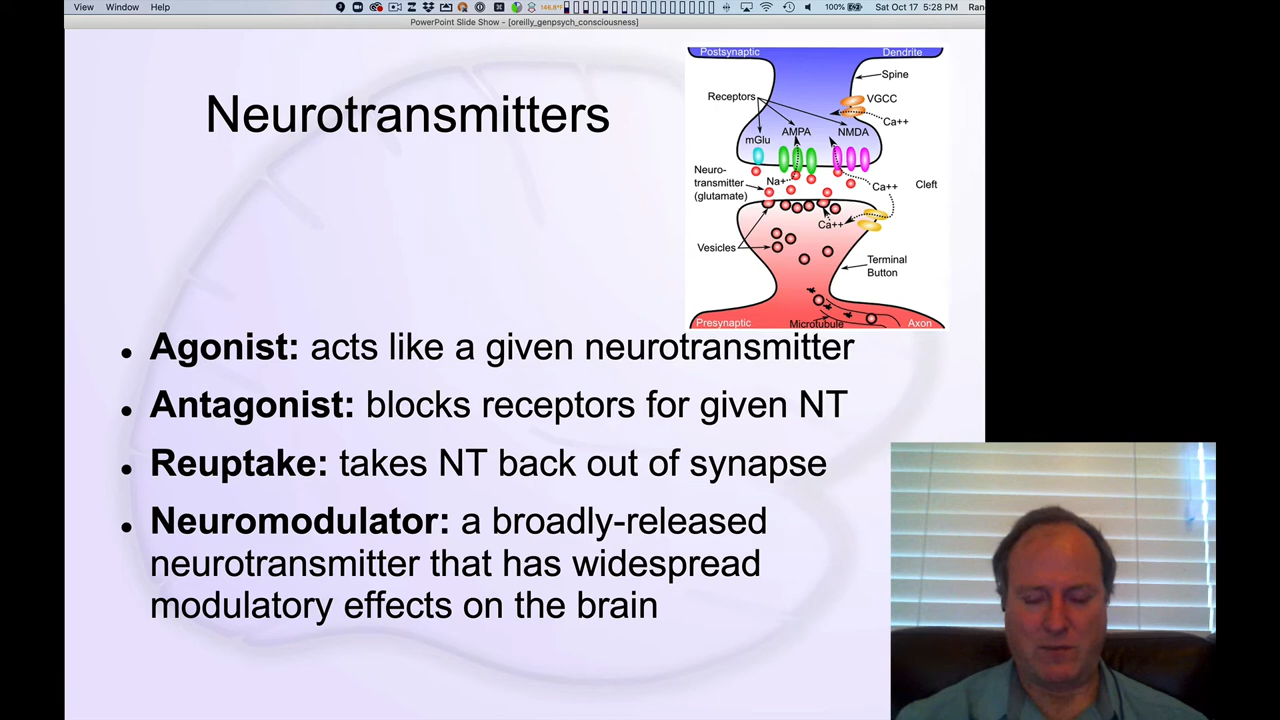 View Window Help 146.8°F 100% Sat Oct 17 5:28 PM Ran
PowerPoint Slide Show - [oreilly_genpsych_consciousness]
Neurotransmitters
Postsynaptic Dendrite
Spine
Receptors
VGCC
Ca++
mGlu AMPA NMDA
Neuro-
transmitter
(glutamate)
Na+
Ca++
Cleft
Ca++
Vesicles
Terminal
Button
Presynaptic Microtubule Axon
Agonist: acts like a given neurotransmitter
Antagonist: blocks receptors for given NT
Reuptake: takes NT back out of synapse
Neuromodulator: a broadly-released
neurotransmitter that has widespread
modulatory effects on the brain